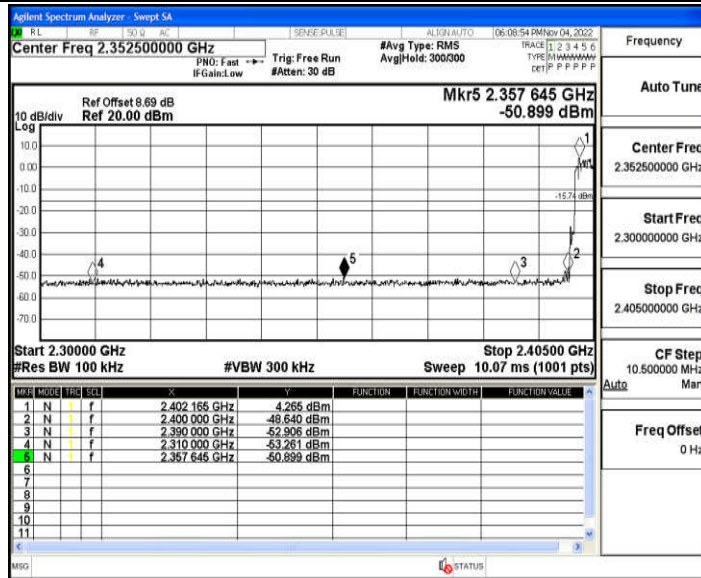 Agilent Spectrum Analyzer - Swept SA
RL RF 50 Ω AC SENSE:PULSE ALIGN AUTO 06:08:54 PM Nov 04, 2022
Center Freq 2.352500000 GHz
PNO: Fast
IFGain:Low
Trig: Free Run
#Atten: 30 dB
#Avg Type: RMS
Avg|Hold: 300/300
TRACE 1 2 3 4 5 6
TYPE MWWWWW
DET P P P P P P
Ref Offset 8.69 dB
Ref 20.00 dBm
10 dB/div
Log
Mkr5 2.357 645 GHz
-50.899 dBm
10.0
0.00
-10.0
-20.0
-30.0
-40.0
-50.0
-60.0
-70.0
1
-15.74 dBm
2
3
4
5
Start 2.30000 GHz
Stop 2.40500 GHz
#Res BW 100 kHz
#VBW 300 kHz
Sweep 10.07 ms (1001 pts)
MKR MODE TRC SCL X Y FUNCTION FUNCTION WIDTH FUNCTION VALUE
1 N 1 f 2.402 165 GHz 4.265 dBm
2 N 1 f 2.400 000 GHz -48.640 dBm
3 N 1 f 2.390 000 GHz -52.906 dBm
4 N 1 f 2.310 000 GHz -53.261 dBm
5 N 1 f 2.357 645 GHz -50.899 dBm
6
7
8
9
10
11
MSG
STATUS
Frequency
Auto Tune
Center Freq
2.352500000 GHz
Start Freq
2.300000000 GHz
Stop Freq
2.405000000 GHz
CF Step
10.500000 MHz
Auto Man
Freq Offset
0 Hz